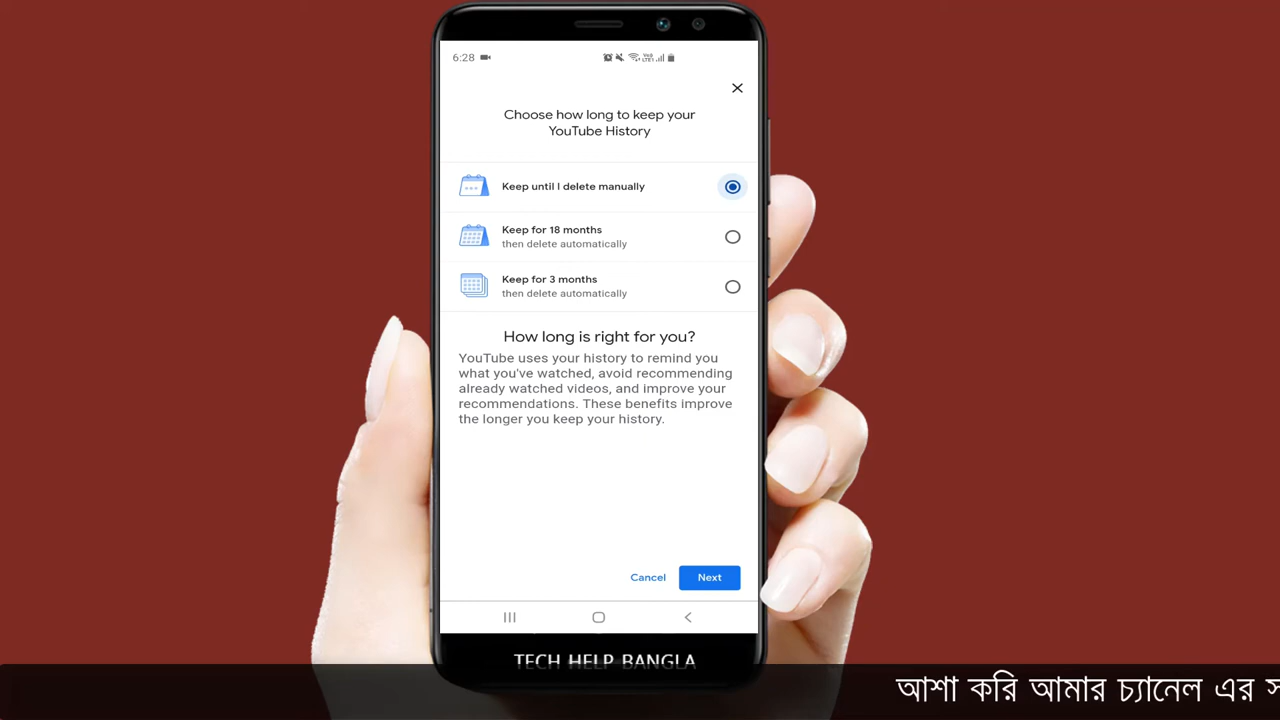 6:28
Choose how long to keep your
YouTube History
Keep until I delete manually
Keep for 18 months
then delete automatically
Keep for 3 months
then delete automatically
How long is right for you?
YouTube uses your history to remind you
what you've watched, avoid recommending
already watched videos, and improve your
recommendations. These benefits improve
the longer you keep your history.
Cancel
Next
TECH HELP BANGLA
আশা করি আমার চ্যানেল এর